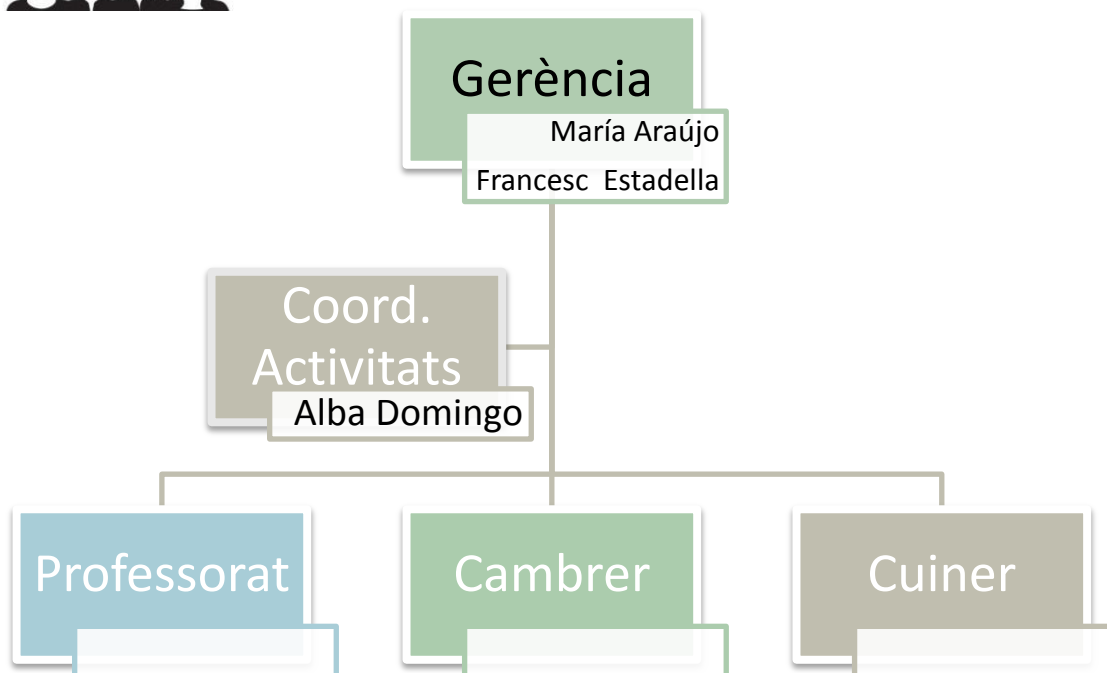 Gerència
María Araújo
Francesc Estadella
Coord.
Activitats
Alba Domingo
Professorat
Cambrer
Cuiner